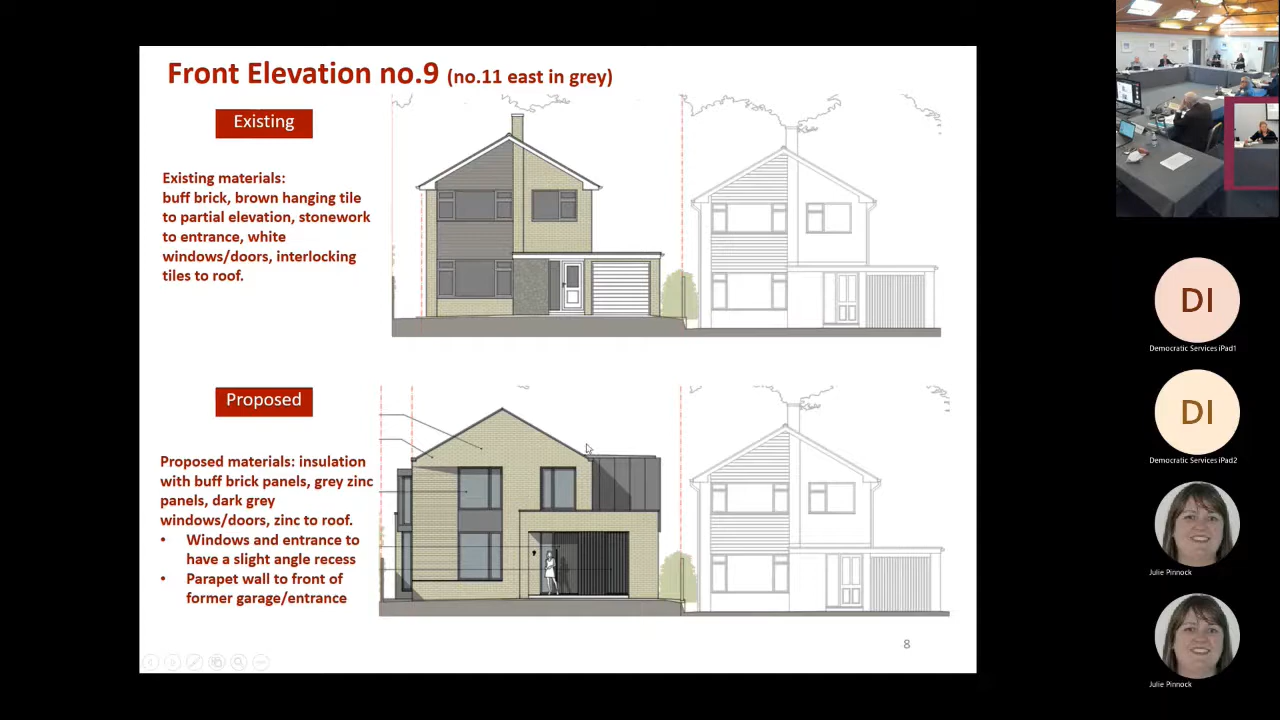 Front Elevation no.9 (no.11 east in grey)
Existing
Existing materials:
buff brick, brown hanging tile
to partial elevation, stonework
to entrance, white
windows/doors, interlocking
tiles to roof.
Proposed
Proposed materials: insulation
with buff brick panels, grey zinc
panels, dark grey
windows/doors, zinc to roof.
• Windows and entrance to
have a slight angle recess
• Parapet wall to front of
former garage/entrance
8
DI
Democratic Services iPad1
DI
Democratic Services iPad2
Julie Pinnock
Julie Pinnock